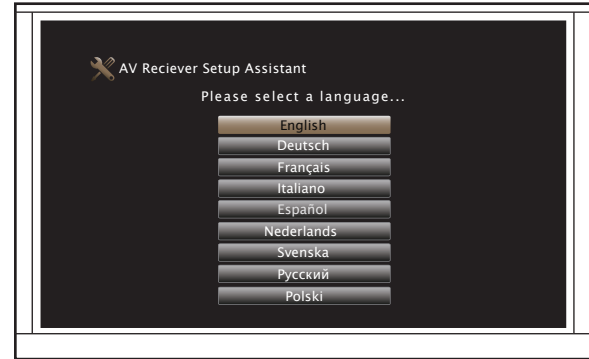 AV Reciever Setup Assistant
Please select a language...
English
Deutsch
Français
Italiano
Español
Nederlands
Svenska
Русский
Polski